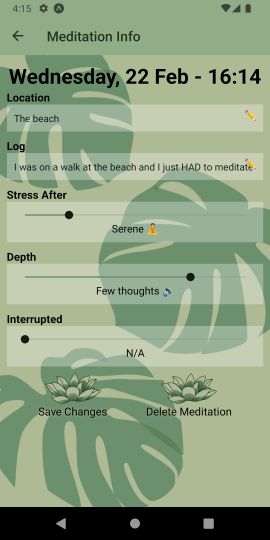 4:15
Meditation Info
Wednesday, 22 Feb - 16:14
Location
The beach
Log
I was on a walk at the beach and I just HAD to meditate
Stress After
Serene 🧘
Depth
Few thoughts 🔈
Interrupted
N/A
Save Changes Delete Meditation